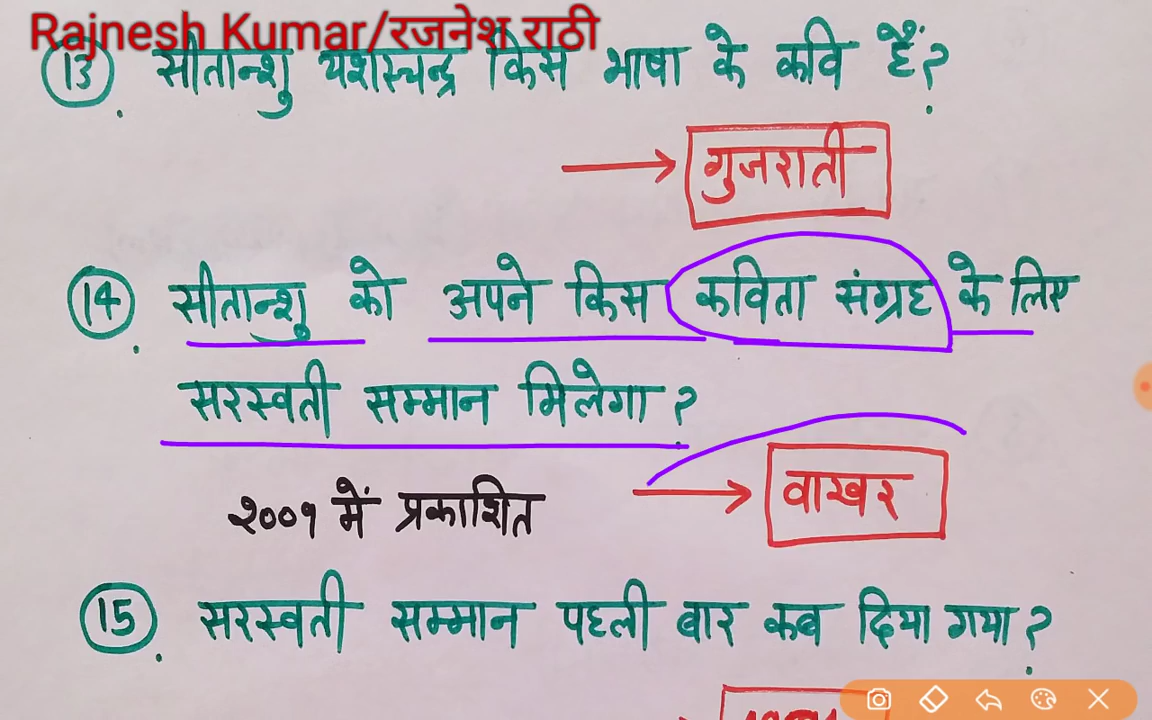 Rajnesh Kumar/रजनेश राठी
13. सीतान्शु यशस्चन्द्र किस भाषा के कवि हैं?
→ गुजराती
14. सीतान्शु को अपने किस कविता संग्रह के लिए
सरस्वती सम्मान मिलेगा?
२००१ में प्रकाशित → वाखर
15. सरस्वती सम्मान पहली बार कब दिया गया?